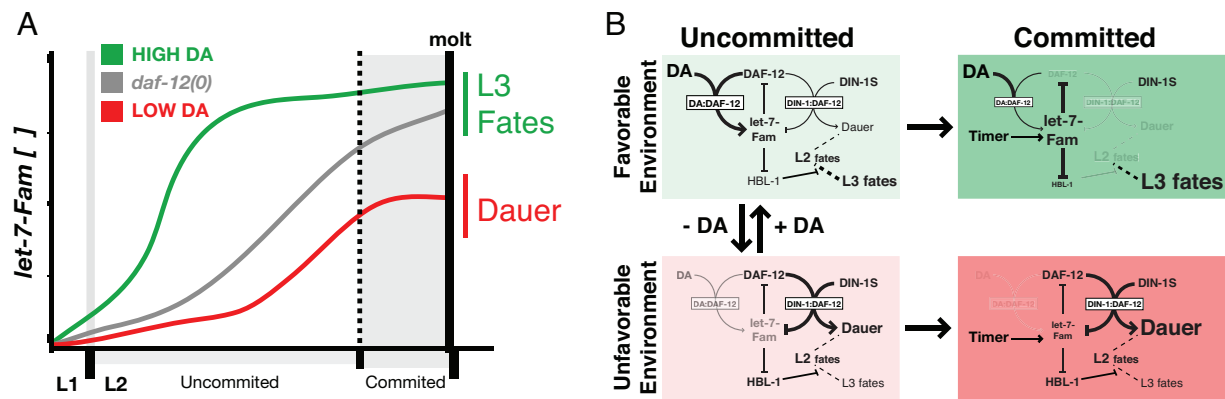 A
HIGH DA
daf-12(0)
LOW DA
molt
L3
Fates
Dauer
let-7-Fam [ ]
L1
L2
Uncommited
Commited
B
Uncommitted
Committed
Favorable
Environment
DA
DAF-12
DIN-1S
DA:DAF-12
DIN-1:DAF-12
let-7-
Fam
Dauer
L2 fates
HBL-1
L3 fates
DA
DAF-12
DIN-1S
DA:DAF-12
DIN-1:DAF-12
let-7-
Fam
Timer
Dauer
L2 fates
HBL-1
L3 fates
- DA
+ DA
Unfavorable
Environment
DA
DAF-12
DIN-1S
DA:DAF-12
DIN-1:DAF-12
let-7-
Fam
Dauer
L2 fates
HBL-1
L3 fates
DA
DAF-12
DIN-1S
DA:DAF-12
DIN-1:DAF-12
let-7-
Fam
Timer
Dauer
L2 fates
HBL-1
L3 fates